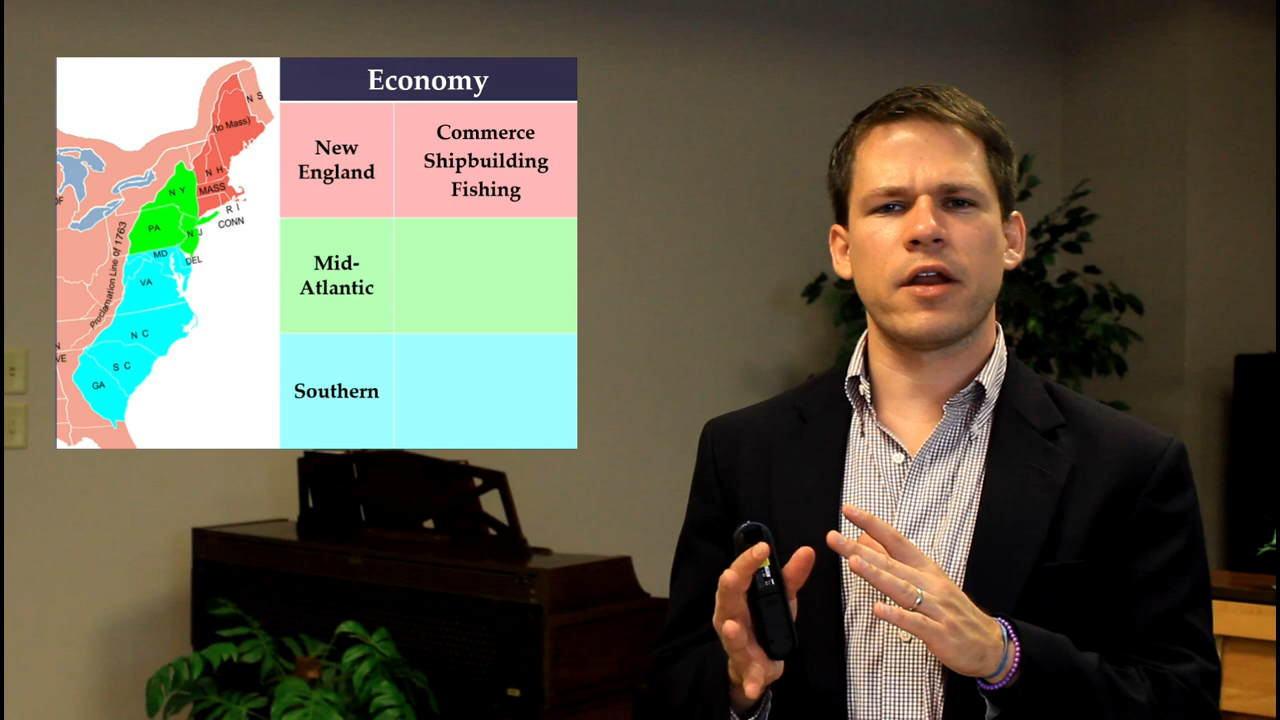 Economy
New
England
Commerce
Shipbuilding
Fishing
Mid-
Atlantic
Southern
N S
(to Mass)
N H
MASS
N Y
R I
CONN
PA
N J
MD
DEL
VA
Proclamation Line of 1763
N C
S C
GA